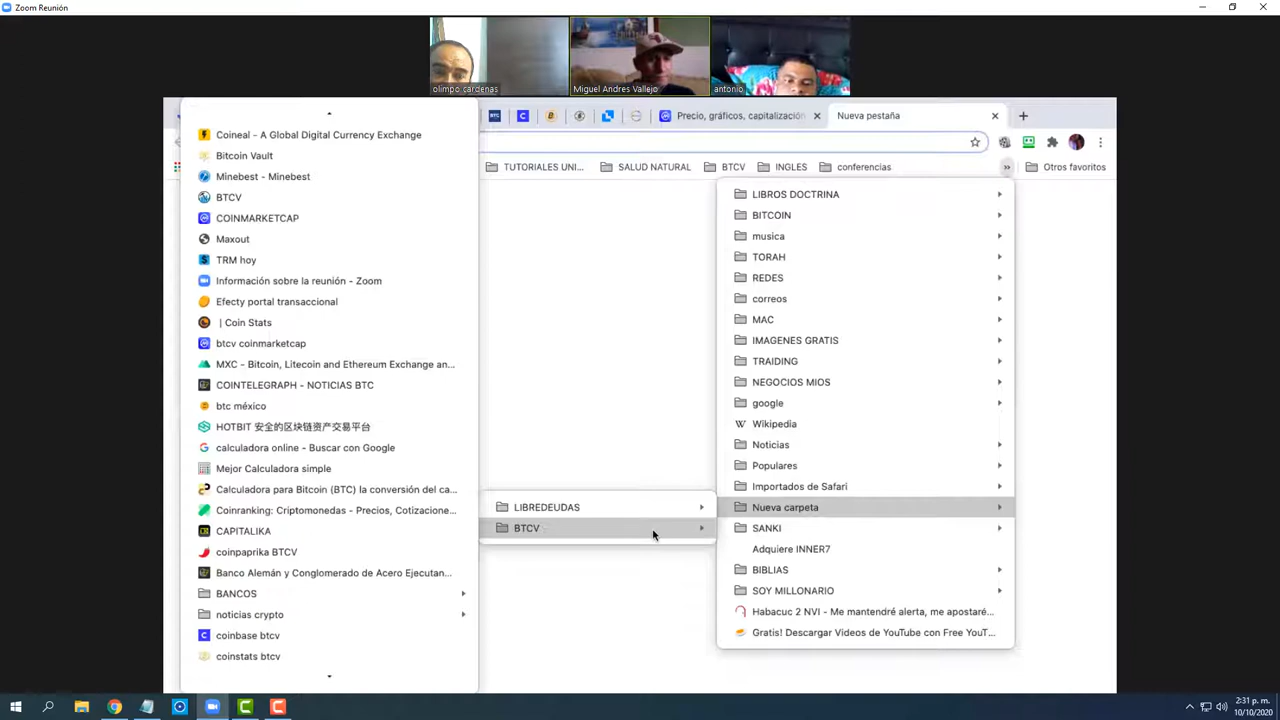 Zoom Reunión
olimpo cardenas
Miguel Andres Vallejo
antonio
Precio, gráficos, capitalización
Nueva pestaña
TUTORIALES UNI...
SALUD NATURAL
BTCV
INGLES
conferencias
Otros favoritos
Coineal - A Global Digital Currency Exchange
Bitcoin Vault
Minebest - Minebest
BTCV
COINMARKETCAP
Maxout
TRM hoy
Información sobre la reunión - Zoom
Efecty portal transaccional
| Coin Stats
btcv coinmarketcap
MXC - Bitcoin, Litecoin and Ethereum Exchange an...
COINTELEGRAPH - NOTICIAS BTC
btc méxico
HOTBIT 安全的区块链资产交易平台
calculadora online - Buscar con Google
Mejor Calculadora simple
Calculadora para Bitcoin (BTC) la conversión del ca...
Coinranking: Criptomonedas - Precios, Cotizacione...
CAPITALIKA
coinpaprika BTCV
Banco Alemán y Conglomerado de Acero Ejecutan...
BANCOS
noticias crypto
coinbase btcv
coinstats btcv
LIBREDEUDAS
BTCV
LIBROS DOCTRINA
BITCOIN
musica
TORAH
REDES
correos
MAC
IMAGENES GRATIS
TRAIDING
NEGOCIOS MIOS
google
Wikipedia
Noticias
Populares
Importados de Safari
Nueva carpeta
SANKI
Adquiere INNER7
BIBLIAS
SOY MILLONARIO
Habacuc 2 NVI - Me mantendré alerta, me apostaré...
Gratis! Descargar Videos de YouTube con Free YouT...
2:31 p. m.
10/10/2020